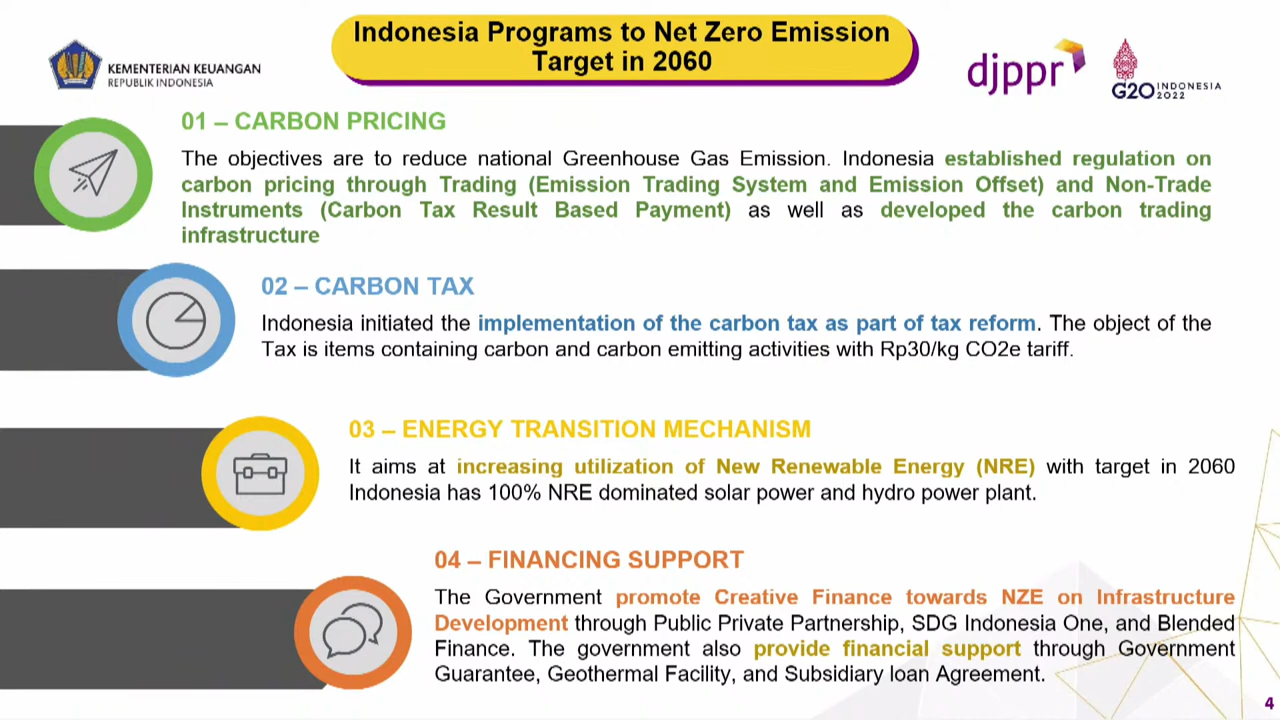 Indonesia Programs to Net Zero Emission
Target in 2060
KEMENTERIAN KEUANGAN
REPUBLIK INDONESIA
djppr
G20 INDONESIA
2022
01 – CARBON PRICING
The objectives are to reduce national Greenhouse Gas Emission. Indonesia established regulation on
carbon pricing through Trading (Emission Trading System and Emission Offset) and Non-Trade
Instruments (Carbon Tax Result Based Payment) as well as developed the carbon trading
infrastructure
02 – CARBON TAX
Indonesia initiated the implementation of the carbon tax as part of tax reform. The object of the
Tax is items containing carbon and carbon emitting activities with Rp30/kg CO2e tariff.
03 – ENERGY TRANSITION MECHANISM
It aims at increasing utilization of New Renewable Energy (NRE) with target in 2060
Indonesia has 100% NRE dominated solar power and hydro power plant.
04 – FINANCING SUPPORT
The Government promote Creative Finance towards NZE on Infrastructure
Development through Public Private Partnership, SDG Indonesia One, and Blended
Finance. The government also provide financial support through Government
Guarantee, Geothermal Facility, and Subsidiary loan Agreement.
4